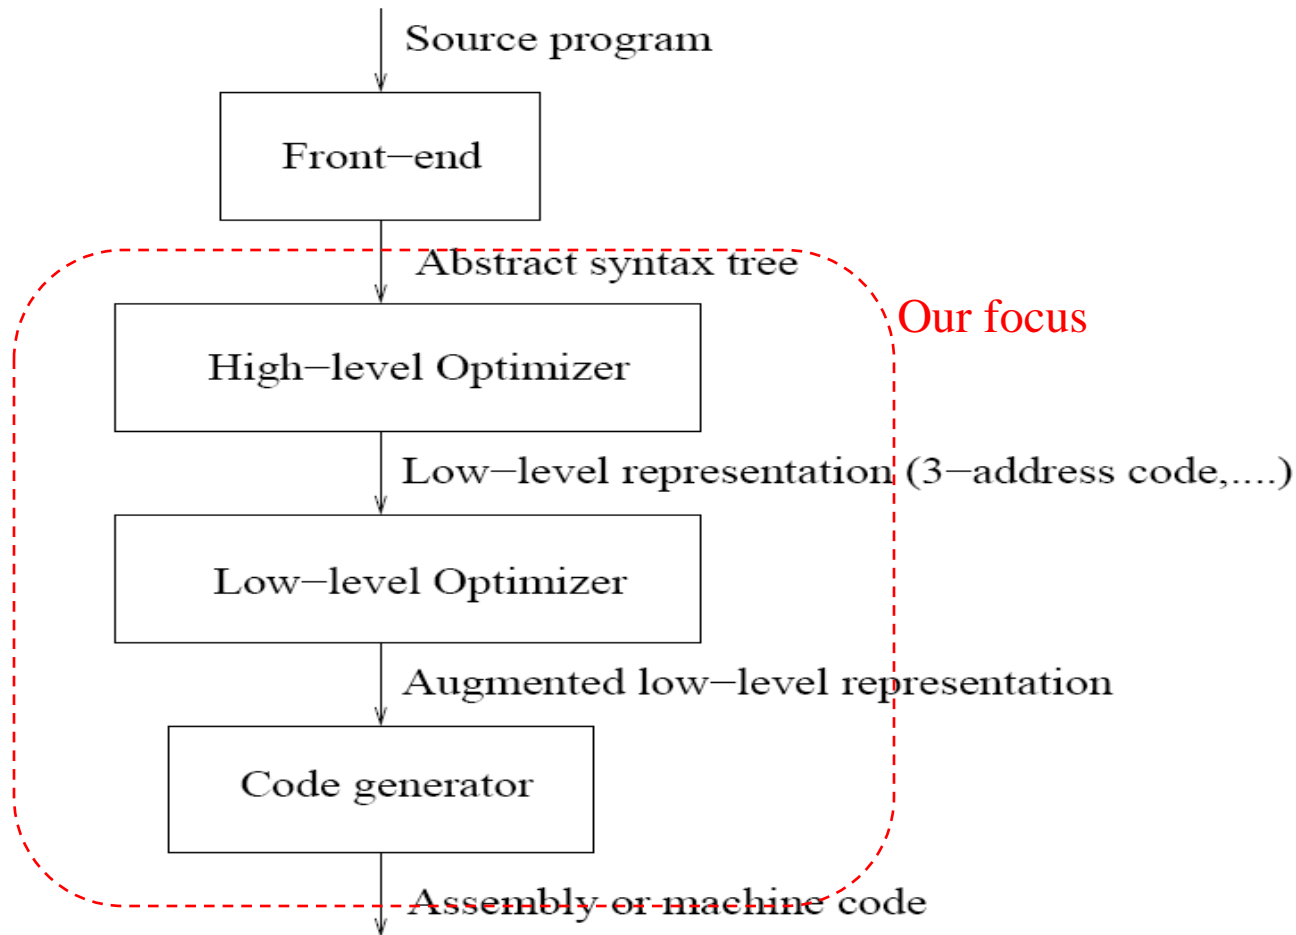 Source program
Front−end
Abstract syntax tree
Our focus
High−level Optimizer
Low−level representation (3−address code,....)
Low−level Optimizer
Augmented low−level representation
Code generator
Assembly or machine code